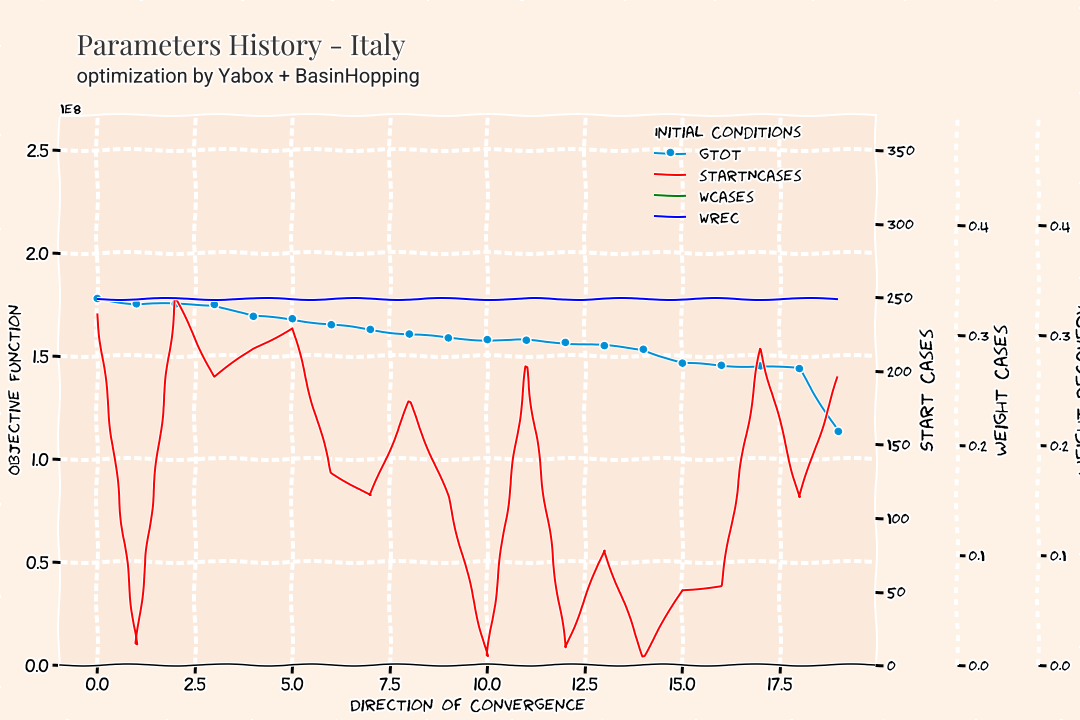 Parameters History - Italy
optimization by Yabox + BasinHopping
1E8
INITIAL CONDITIONS
GTOT
STARTNCASES
WCASES
WREC
2.5
2.0
1.5
1.0
0.5
0.0
OBJECTIVE FUNCTION
0.0 2.5 5.0 7.5 10.0 12.5 15.0 17.5
DIRECTION OF CONVERGENCE
350
300
250
200
150
100
50
0
START CASES
0.4
0.3
0.2
0.1
0.0
WEIGHT CASES
0.4
0.3
0.2
0.1
0.0